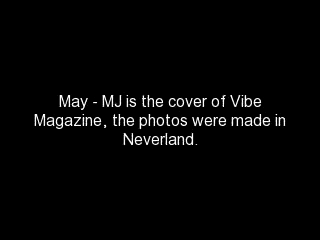 May - MJ is the cover of Vibe
Magazine, the photos were made in
Neverland.